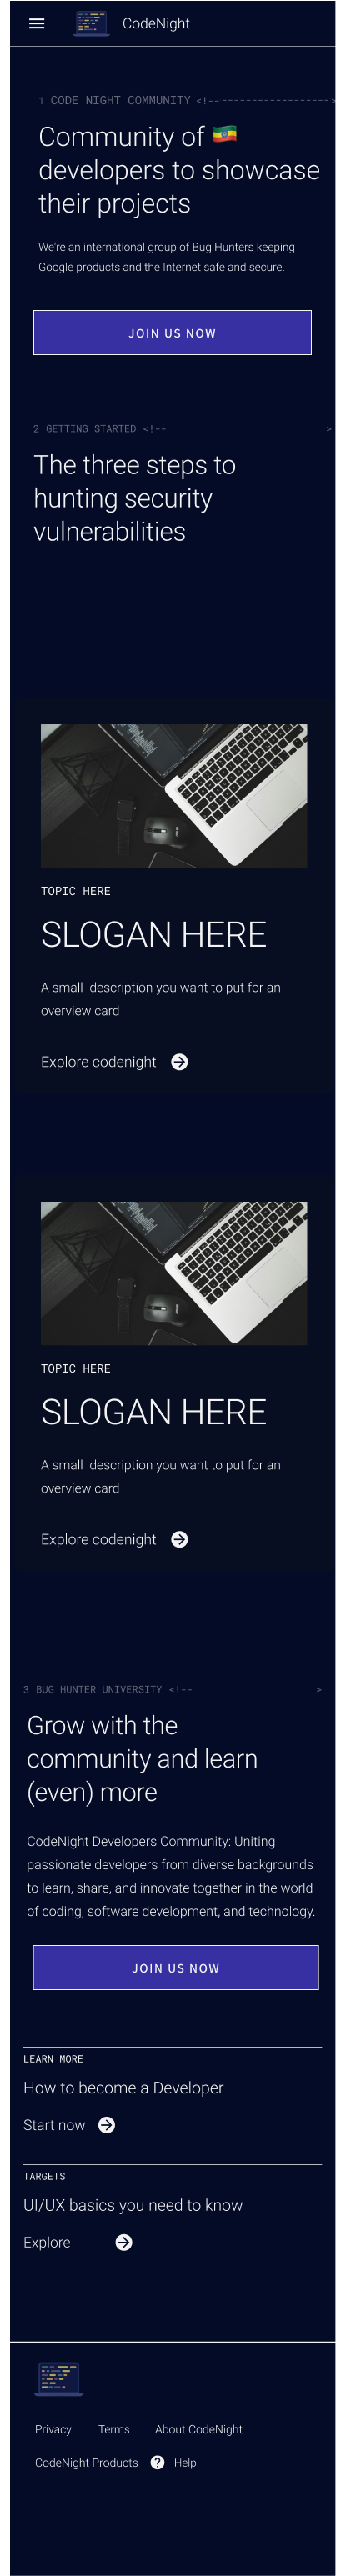 CodeNight
1 CODE NIGHT COMMUNITY <!------------------->
Community of 🇪🇹
developers to showcase
their projects
We're an international group of Bug Hunters keeping
Google products and the Internet safe and secure.
JOIN US NOW
2 GETTING STARTED <!-- >
The three steps to
hunting security
vulnerabilities
TOPIC HERE
SLOGAN HERE
A small  description you want to put for an
overview card
Explore codenight
TOPIC HERE
SLOGAN HERE
A small  description you want to put for an
overview card
Explore codenight
3 BUG HUNTER UNIVERSITY <!-- >
Grow with the
community and learn
(even) more
CodeNight Developers Community: Uniting
passionate developers from diverse backgrounds
to learn, share, and innovate together in the world
of coding, software development, and technology.
JOIN US NOW
LEARN MORE
How to become a Developer
Start now
TARGETS
UI/UX basics you need to know
Explore
Privacy Terms About CodeNight
CodeNight Products ? Help